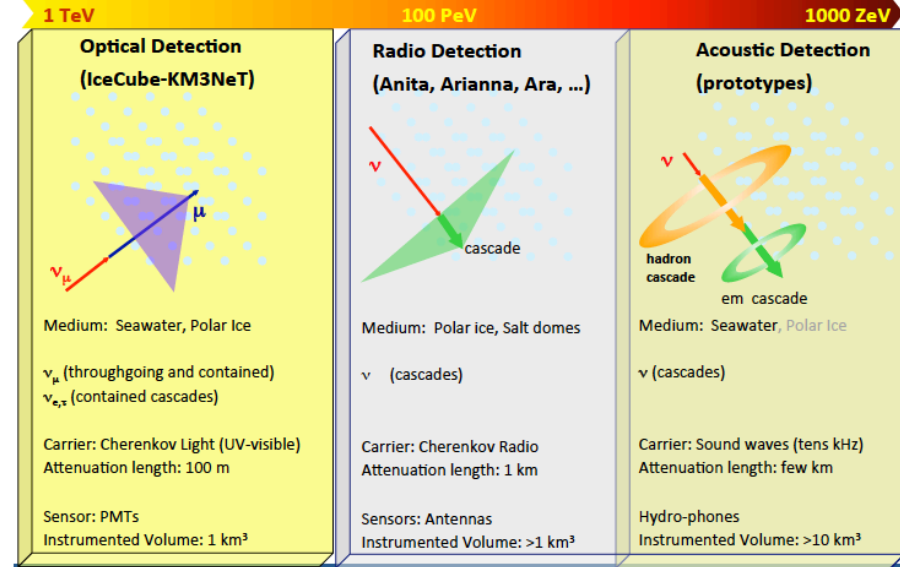 1 TeV
100 PeV
1000 ZeV
Optical Detection
(IceCube-KM3NeT)
ν_μ
μ
Medium: Seawater, Polar Ice
ν_μ (throughgoing and contained)
ν_e,τ (contained cascades)
Carrier: Cherenkov Light (UV-visible)
Attenuation length: 100 m
Sensor: PMTs
Instrumented Volume: 1 km³
Radio Detection
(Anita, Arianna, Ara, ...)
ν
cascade
Medium: Polar ice, Salt domes
ν (cascades)
Carrier: Cherenkov Radio
Attenuation length: 1 km
Sensors: Antennas
Instrumented Volume: >1 km³
Acoustic Detection
(prototypes)
ν
hadron
cascade
em cascade
Medium: Seawater, Polar Ice
ν (cascades)
Carrier: Sound waves (tens kHz)
Attenuation length: few km
Hydro-phones
Instrumented Volume: >10 km³